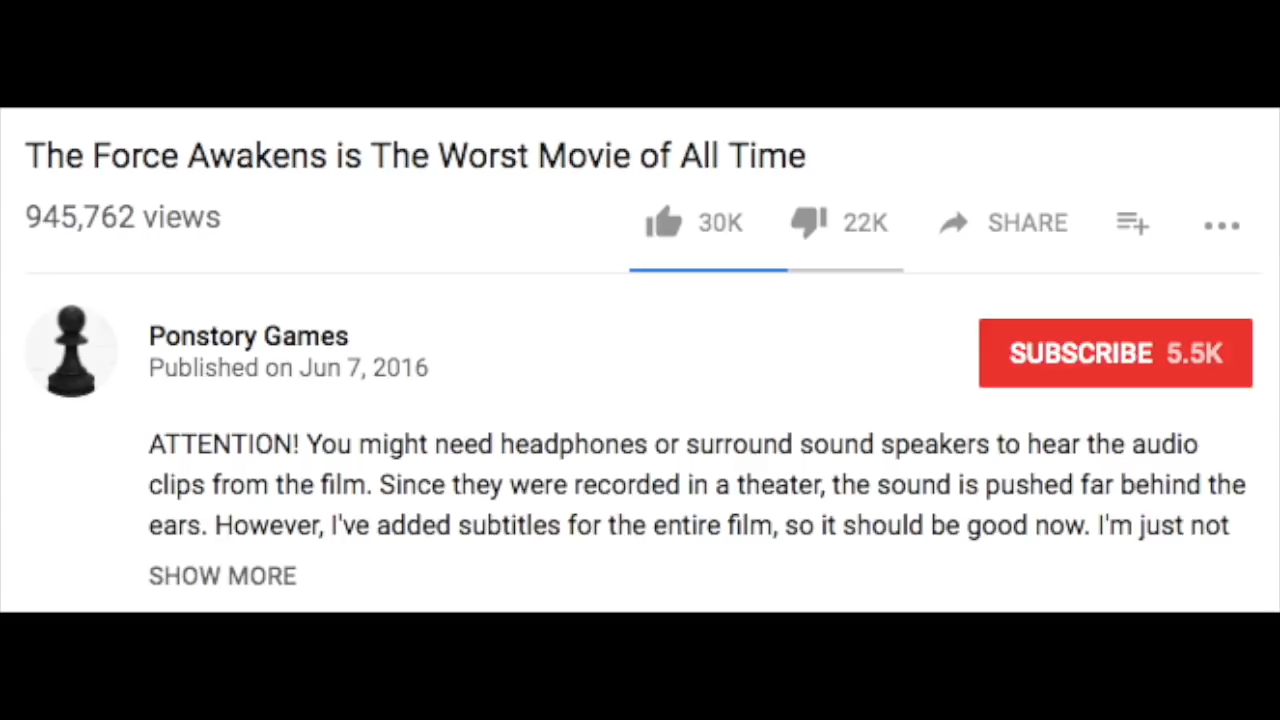 The Force Awakens is The Worst Movie of All Time
945,762 views
30K 22K SHARE
Ponstory Games
Published on Jun 7, 2016
SUBSCRIBE 5.5K
ATTENTION! You might need headphones or surround sound speakers to hear the audio
clips from the film. Since they were recorded in a theater, the sound is pushed far behind the
ears. However, I've added subtitles for the entire film, so it should be good now. I'm just not
SHOW MORE